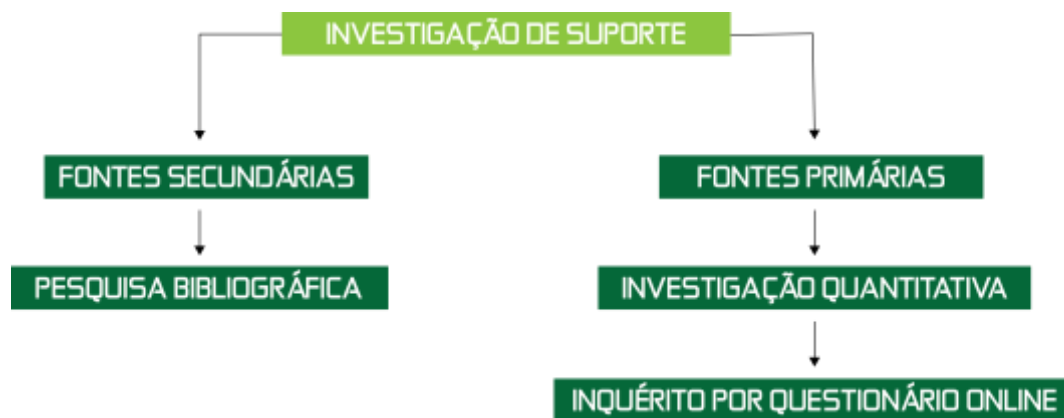 INVESTIGAÇÃO DE SUPORTE
FONTES SECUNDÁRIAS
FONTES PRIMÁRIAS
PESQUISA BIBLIOGRÁFICA
INVESTIGAÇÃO QUANTITATIVA
INQUÉRITO POR QUESTIONÁRIO ONLINE